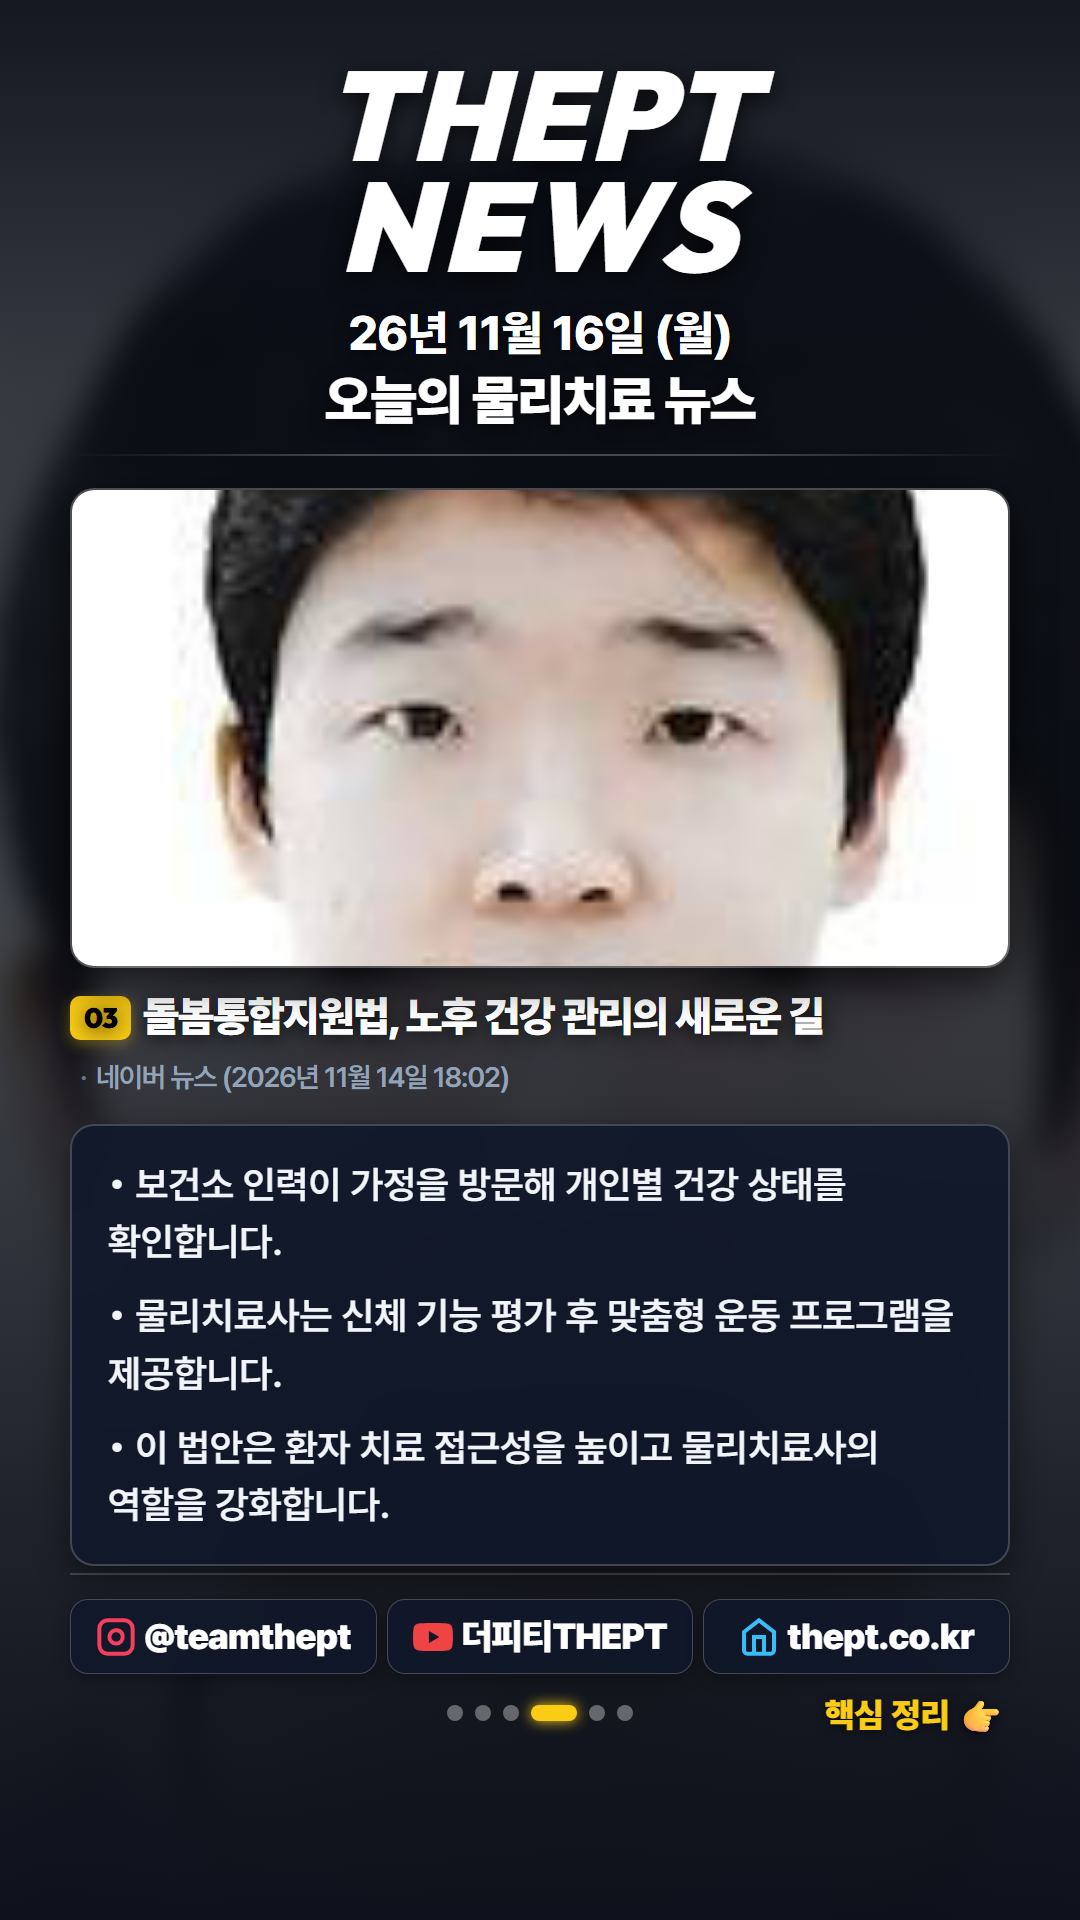 THEPT
NEWS
26년 11월 16일 (월)
오늘의 물리치료 뉴스
03 돌봄통합지원법, 노후 건강 관리의 새로운 길
· 네이버 뉴스 (2026년 11월 14일 18:02)
• 보건소 인력이 가정을 방문해 개인별 건강 상태를
확인합니다.
• 물리치료사는 신체 기능 평가 후 맞춤형 운동 프로그램을
제공합니다.
• 이 법안은 환자 치료 접근성을 높이고 물리치료사의
역할을 강화합니다.
@teamthept 더피티THEPT thept.co.kr
핵심 정리 👉